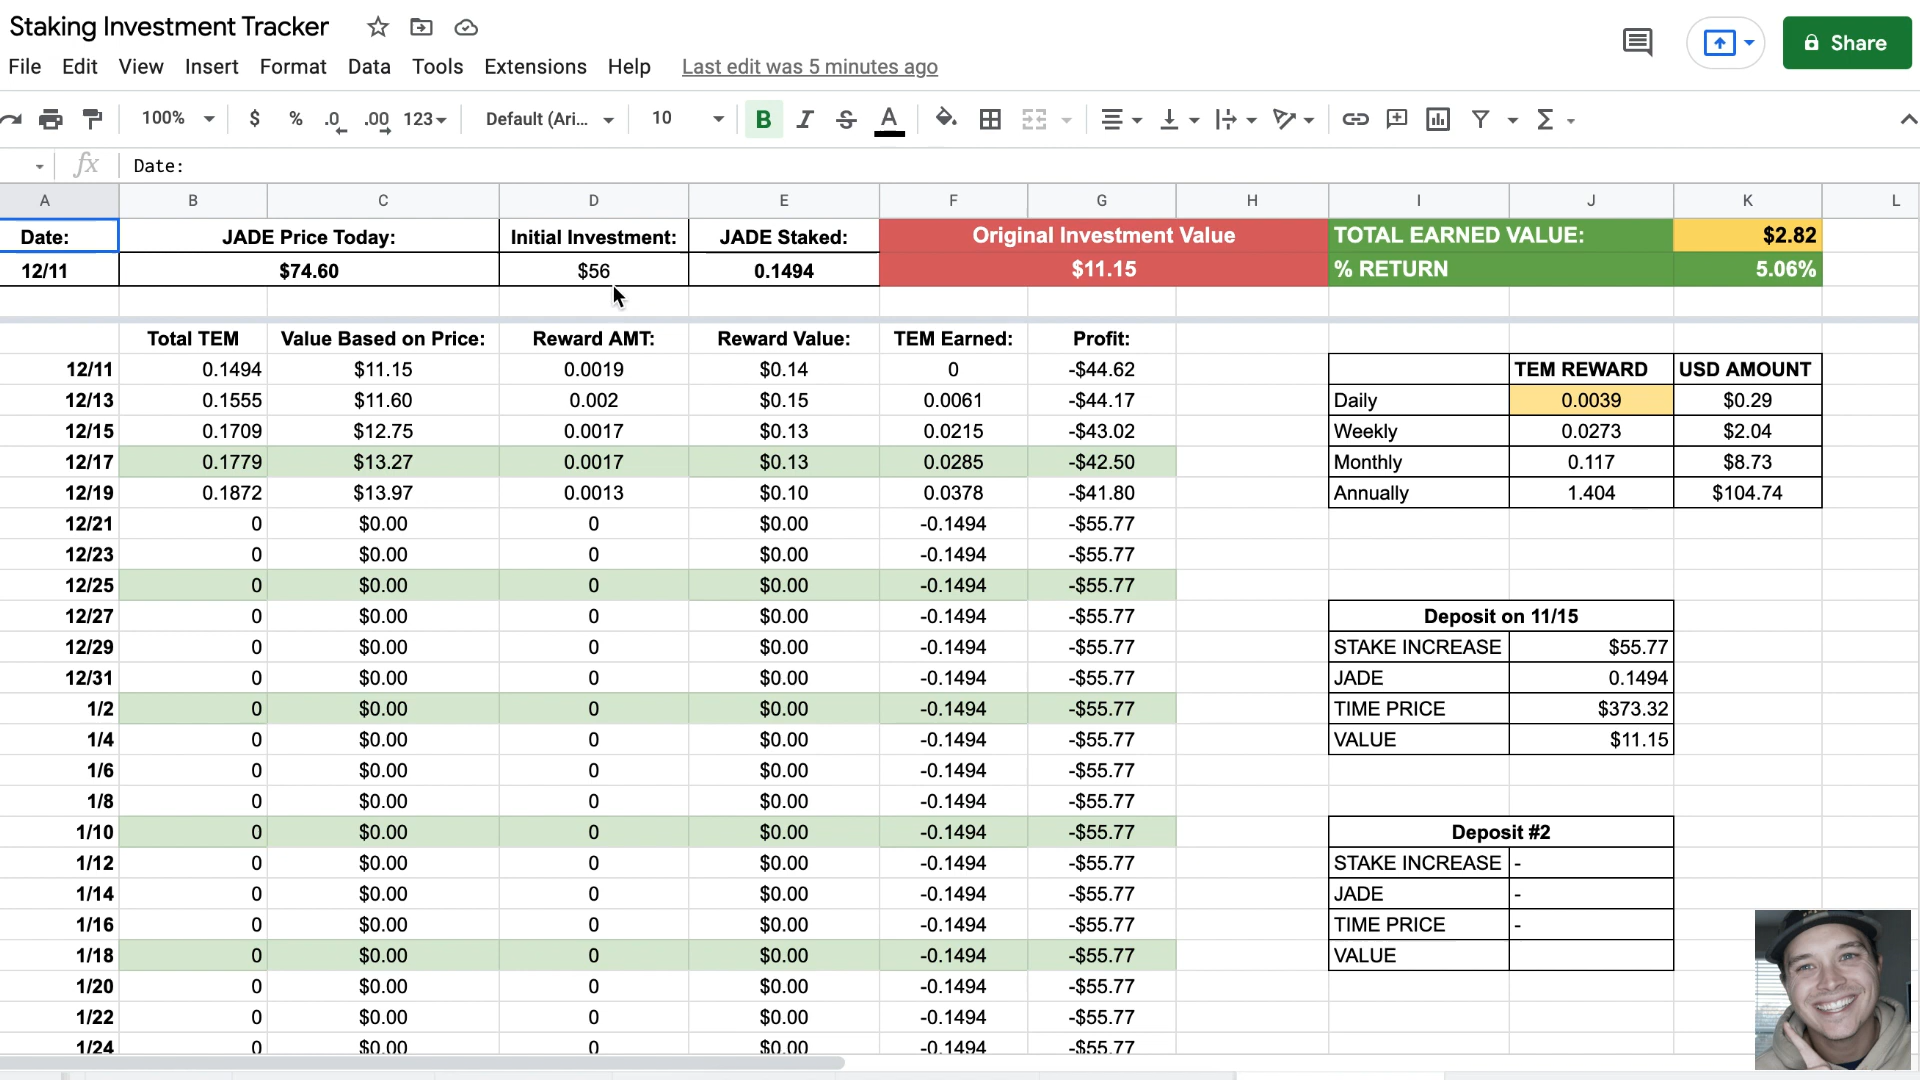 Staking Investment Tracker
File Edit View Insert Format Data Tools Extensions Help Last edit was 5 minutes ago
Share
100% $ % .0 .00 123 Default (Ari... 10 B I S A Σ
fx Date:
A B C D E F G H I J K L
Date: JADE Price Today: Initial Investment: JADE Staked: Original Investment Value TOTAL EARNED VALUE: $2.82
12/11 $74.60 $56 0.1494 $11.15 % RETURN 5.06%
Total TEM Value Based on Price: Reward AMT: Reward Value: TEM Earned: Profit:
12/11 0.1494 $11.15 0.0019 $0.14 0 -$44.62 TEM REWARD USD AMOUNT
12/13 0.1555 $11.60 0.002 $0.15 0.0061 -$44.17 Daily 0.0039 $0.29
12/15 0.1709 $12.75 0.0017 $0.13 0.0215 -$43.02 Weekly 0.0273 $2.04
12/17 0.1779 $13.27 0.0017 $0.13 0.0285 -$42.50 Monthly 0.117 $8.73
12/19 0.1872 $13.97 0.0013 $0.10 0.0378 -$41.80 Annually 1.404 $104.74
12/21 0 $0.00 0 $0.00 -0.1494 -$55.77
12/23 0 $0.00 0 $0.00 -0.1494 -$55.77
12/25 0 $0.00 0 $0.00 -0.1494 -$55.77
12/27 0 $0.00 0 $0.00 -0.1494 -$55.77 Deposit on 11/15
12/29 0 $0.00 0 $0.00 -0.1494 -$55.77 STAKE INCREASE $55.77
12/31 0 $0.00 0 $0.00 -0.1494 -$55.77 JADE 0.1494
1/2 0 $0.00 0 $0.00 -0.1494 -$55.77 TIME PRICE $373.32
1/4 0 $0.00 0 $0.00 -0.1494 -$55.77 VALUE $11.15
1/6 0 $0.00 0 $0.00 -0.1494 -$55.77
1/8 0 $0.00 0 $0.00 -0.1494 -$55.77
1/10 0 $0.00 0 $0.00 -0.1494 -$55.77 Deposit #2
1/12 0 $0.00 0 $0.00 -0.1494 -$55.77 STAKE INCREASE -
1/14 0 $0.00 0 $0.00 -0.1494 -$55.77 JADE -
1/16 0 $0.00 0 $0.00 -0.1494 -$55.77 TIME PRICE -
1/18 0 $0.00 0 $0.00 -0.1494 -$55.77 VALUE
1/20 0 $0.00 0 $0.00 -0.1494 -$55.77
1/22 0 $0.00 0 $0.00 -0.1494 -$55.77
1/24 0 $0.00 0 $0.00 -0.1494 -$55.77